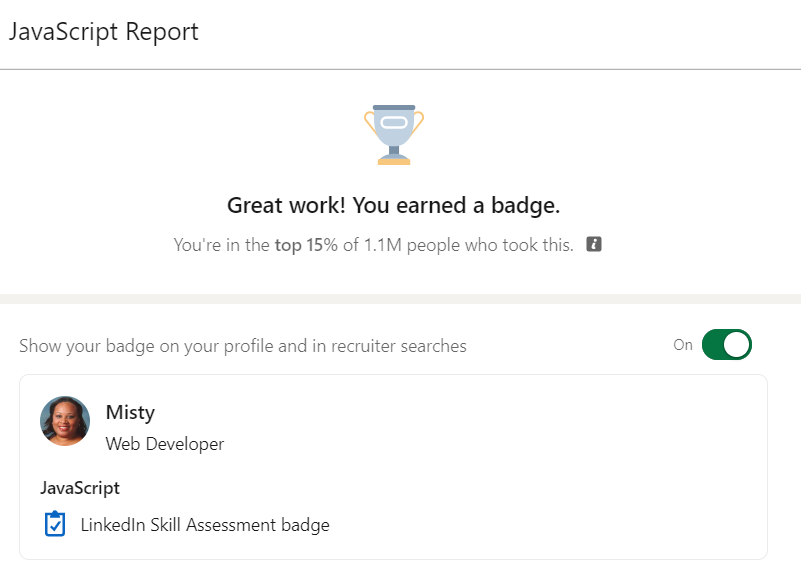 JavaScript Report
Great work! You earned a badge.
You're in the top 15% of 1.1M people who took this.
Show your badge on your profile and in recruiter searches
On
Misty
Web Developer
JavaScript
LinkedIn Skill Assessment badge